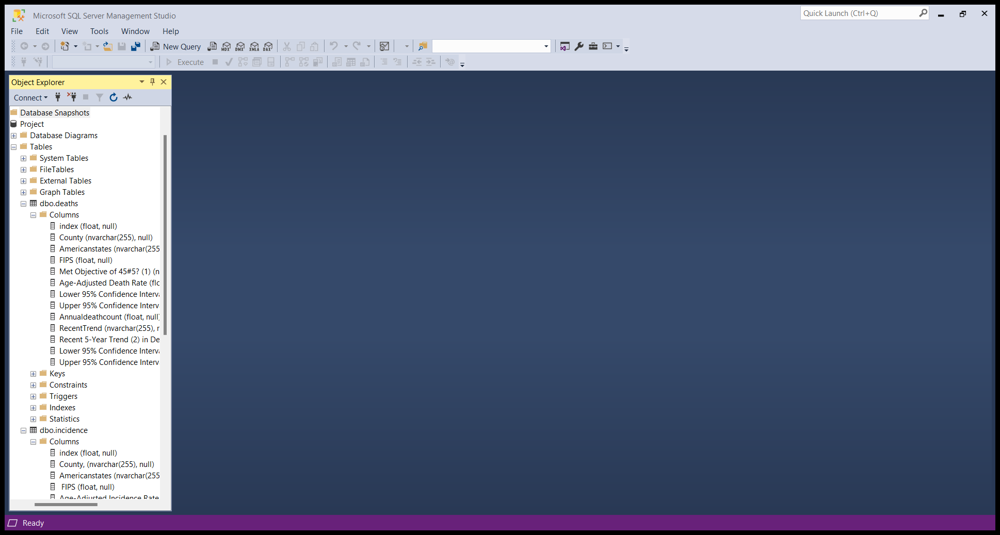 Microsoft SQL Server Management Studio
Quick Launch (Ctrl+Q)
File Edit View Tools Window Help
New Query MDX DMX XMLA DAX
Execute
Object Explorer
Connect
Database Snapshots
Project
Database Diagrams
Tables
System Tables
FileTables
External Tables
Graph Tables
dbo.deaths
Columns
index (float, null)
County (nvarchar(255), null)
Americanstates (nvarchar(255
FIPS (float, null)
Met Objective of 45#5? (1) (n
Age-Adjusted Death Rate (flo
Lower 95% Confidence Interva
Upper 95% Confidence Interv
Annualdeathcount (float, null)
RecentTrend (nvarchar(255), r
Recent 5-Year Trend (2) in De
Lower 95% Confidence Interva
Upper 95% Confidence Interv
Keys
Constraints
Triggers
Indexes
Statistics
dbo.incidence
Columns
index (float, null)
County, (nvarchar(255), null)
Americanstates (nvarchar(255
FIPS (float, null)
Age-Adjusted Incidence Rate
Ready